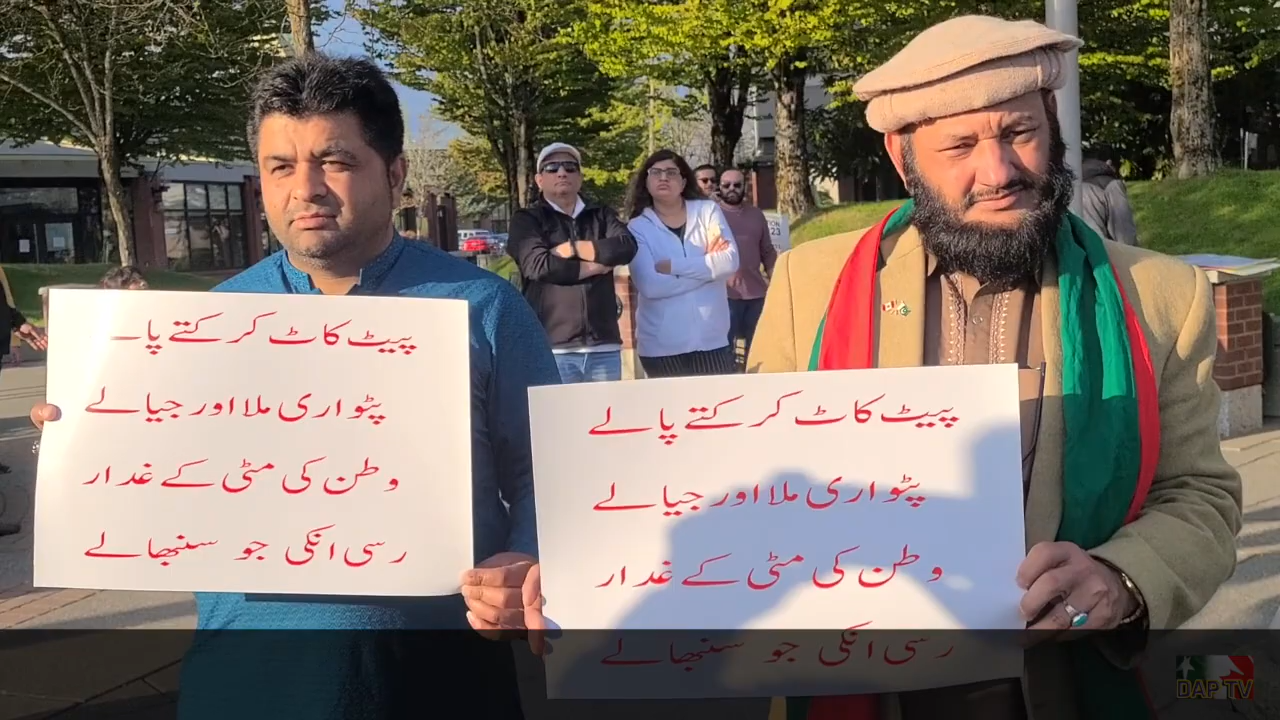 پیٹ کاٹ کر کتے پالے
پٹواری ملا اور جیالے
وطن کی مٹی کے غدار
رسی انکی جو سنبھالے
پیٹ کاٹ کر کتے پالے
پٹواری ملا اور جیالے
وطن کی مٹی کے غدار
رسی انکی جو سنبھالے
DAP TV